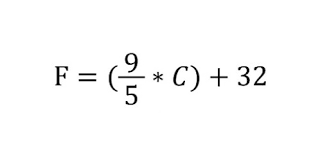 F = (9/5 * C) + 32